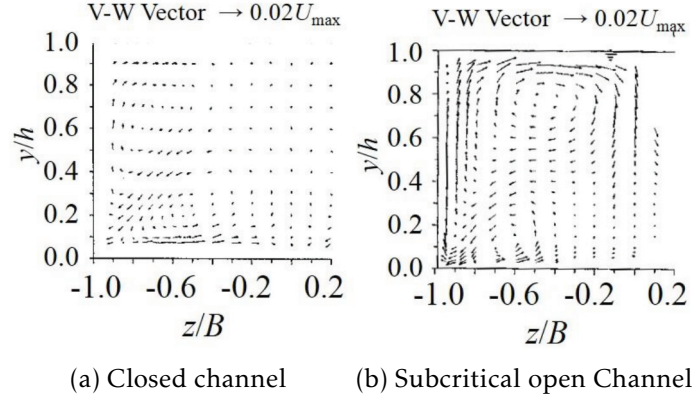 V-W Vector → 0.02U_max
V-W Vector → 0.02U_max
1.0
0.8
0.6
0.4
0.2
0.0
y/h
-1.0 -0.6 -0.2 0.2
z/B
1.0
0.8
0.6
0.4
0.2
0.0
y/h
-1.0 -0.6 -0.2 0.2
z/B
(a) Closed channel
(b) Subcritical open Channel